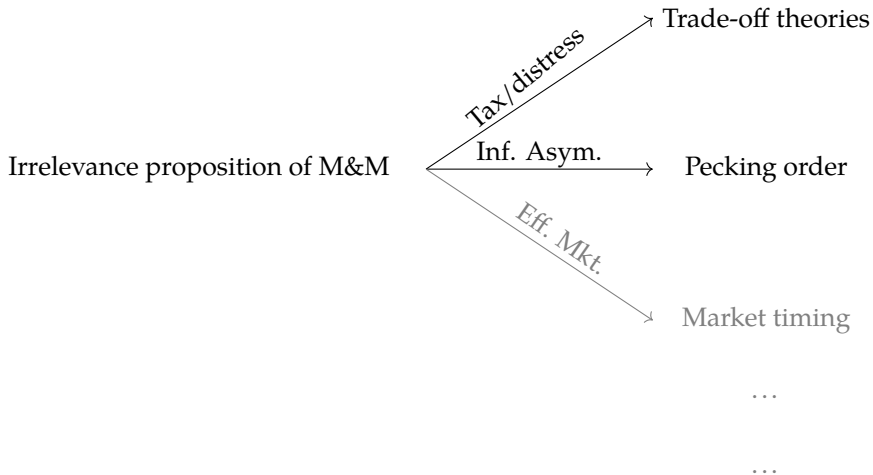 Trade-off theories
Tax/distress
Irrelevance proposition of M&M
Inf. Asym.
Pecking order
Eff. Mkt.
Market timing
...
...